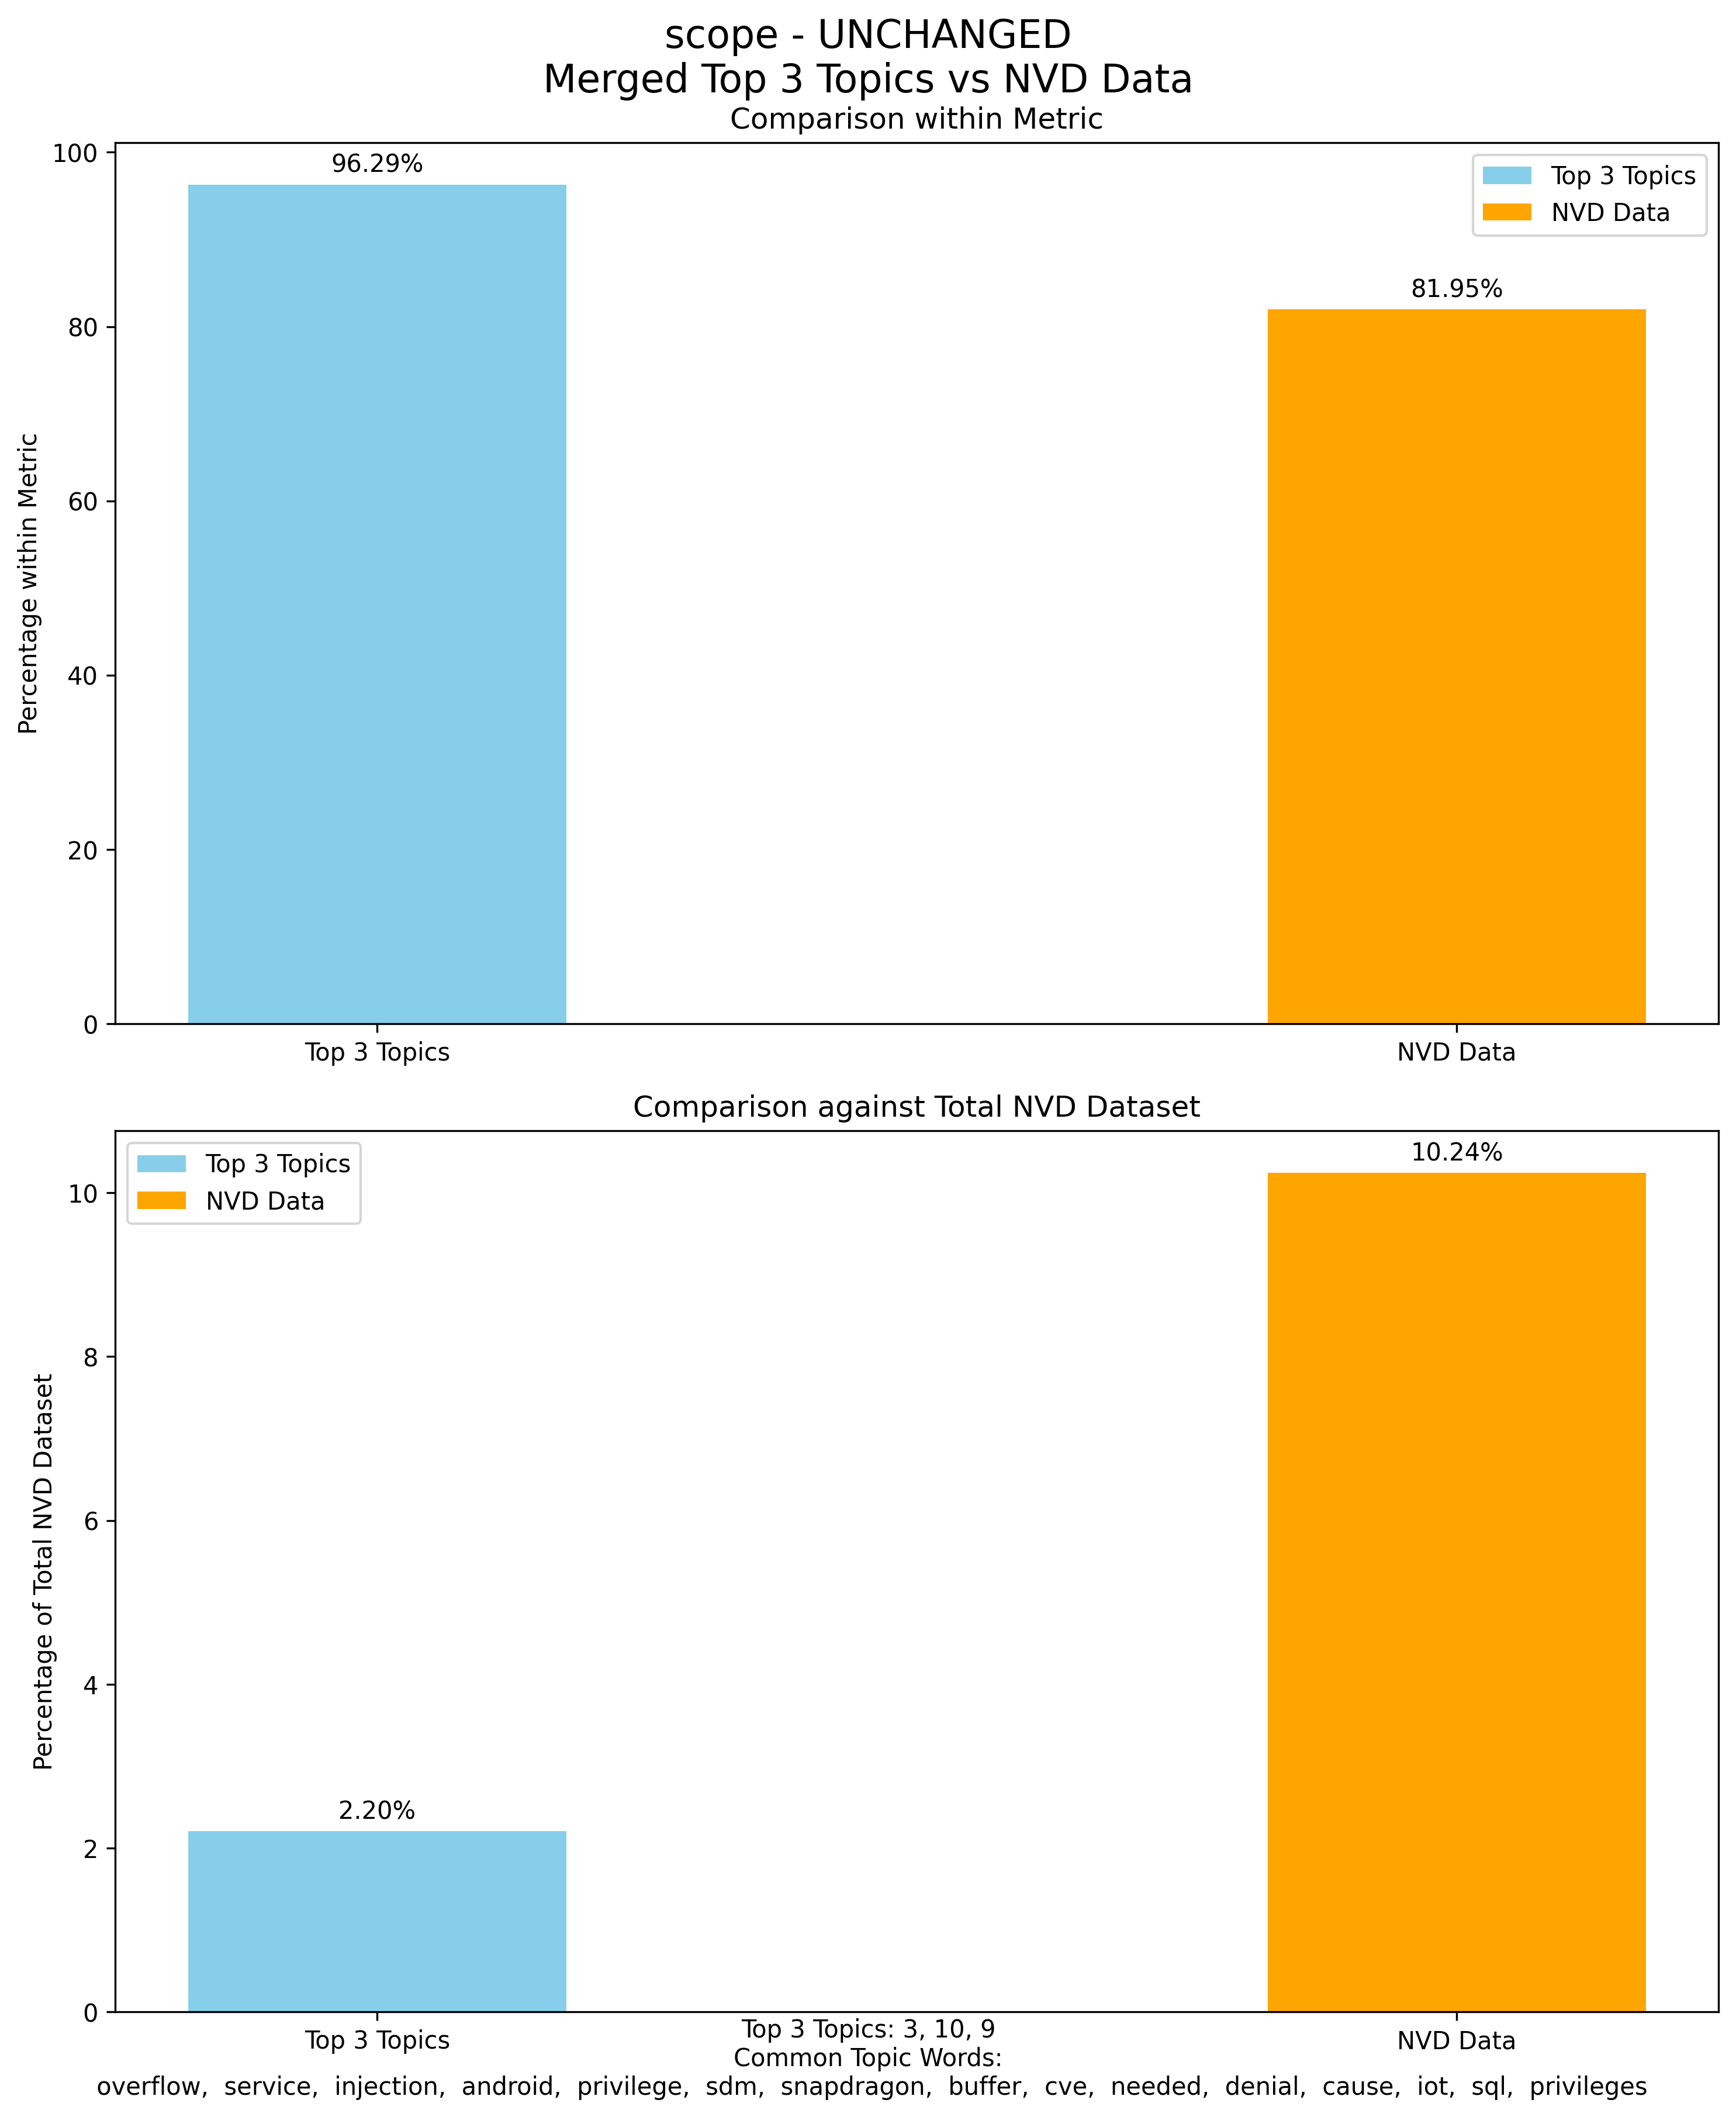 scope - UNCHANGED
Merged Top 3 Topics vs NVD Data
Comparison within Metric
Percentage within Metric
100
80
60
40
20
0
96.29%
81.95%
Top 3 Topics
NVD Data
Top 3 Topics
NVD Data
Comparison against Total NVD Dataset
Percentage of Total NVD Dataset
10
8
6
4
2
0
Top 3 Topics
NVD Data
2.20%
10.24%
Top 3 Topics
NVD Data
Top 3 Topics: 3, 10, 9
Common Topic Words:
overflow, service, injection, android, privilege, sdm, snapdragon, buffer, cve, needed, denial, cause, iot, sql, privileges